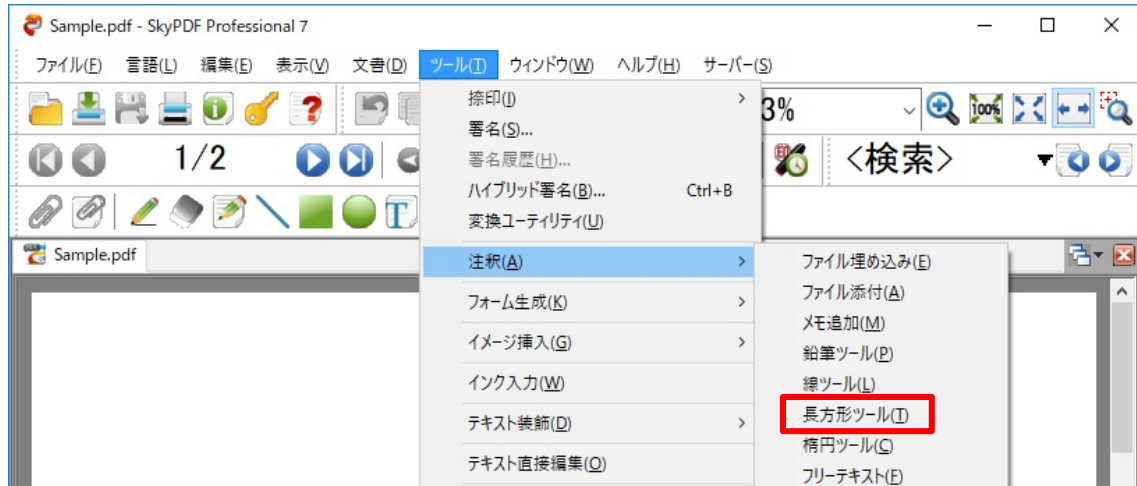 Sample.pdf - SkyPDF Professional 7
ファイル(F) 言語(L) 編集(E) 表示(V) 文書(D) ツール(T) ウィンドウ(W) ヘルプ(H) サーバー(S)
捺印(I)
3%
100%
署名(S)...
1/2
署名履歴(H)...
<検索>
ハイブリッド署名(B)... Ctrl+B
変換ユーティリティ(U)
Sample.pdf
注釈(A)
フォーム生成(K)
イメージ挿入(G)
インク入力(W)
テキスト装飾(D)
テキスト直接編集(O)
ファイル埋め込み(E)
ファイル添付(A)
メモ追加(M)
鉛筆ツール(P)
線ツール(L)
長方形ツール(T)
楕円ツール(C)
フリーテキスト(F)